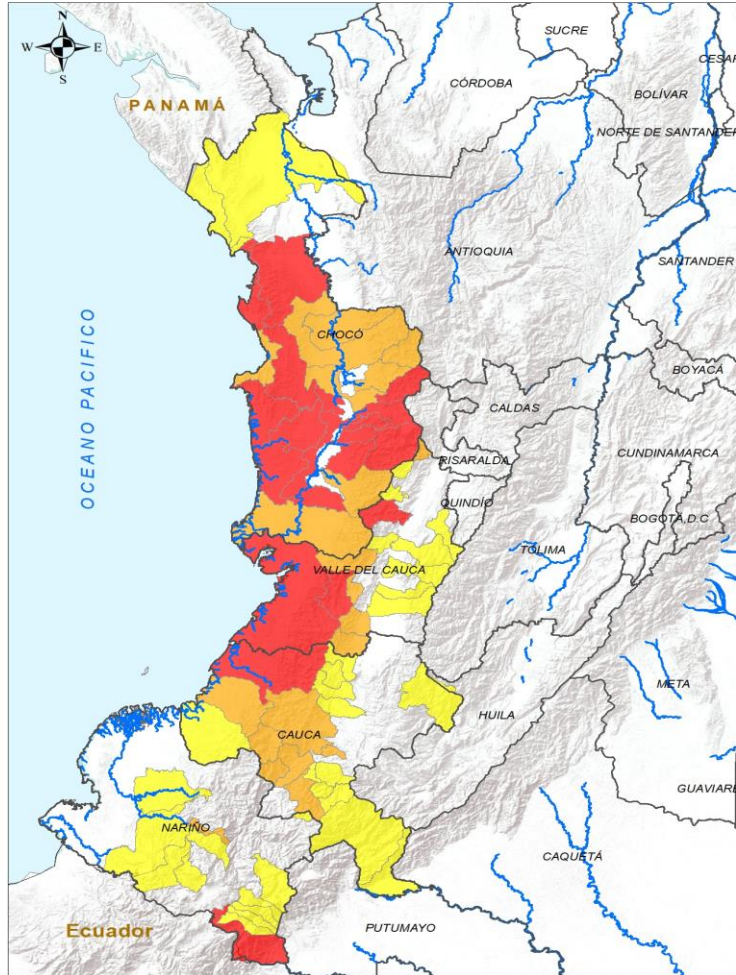 N
W E
S
SUCRE
CESAR
CÓRDOBA
BOLÍVAR
PANAMÁ
NORTE DE SANTANDER
ANTIOQUIA
SANTANDER
OCEANO PACIFICO
CHOCÓ
BOYACÁ
CALDAS
CUNDINAMARCA
RISARALDA
QUINDÍO
BOGOTÁ, D.C
TOLIMA
VALLE DEL CAUCA
META
HUILA
CAUCA
GUAVIARE
NARIÑO
CAQUETÁ
Ecuador
PUTUMAYO